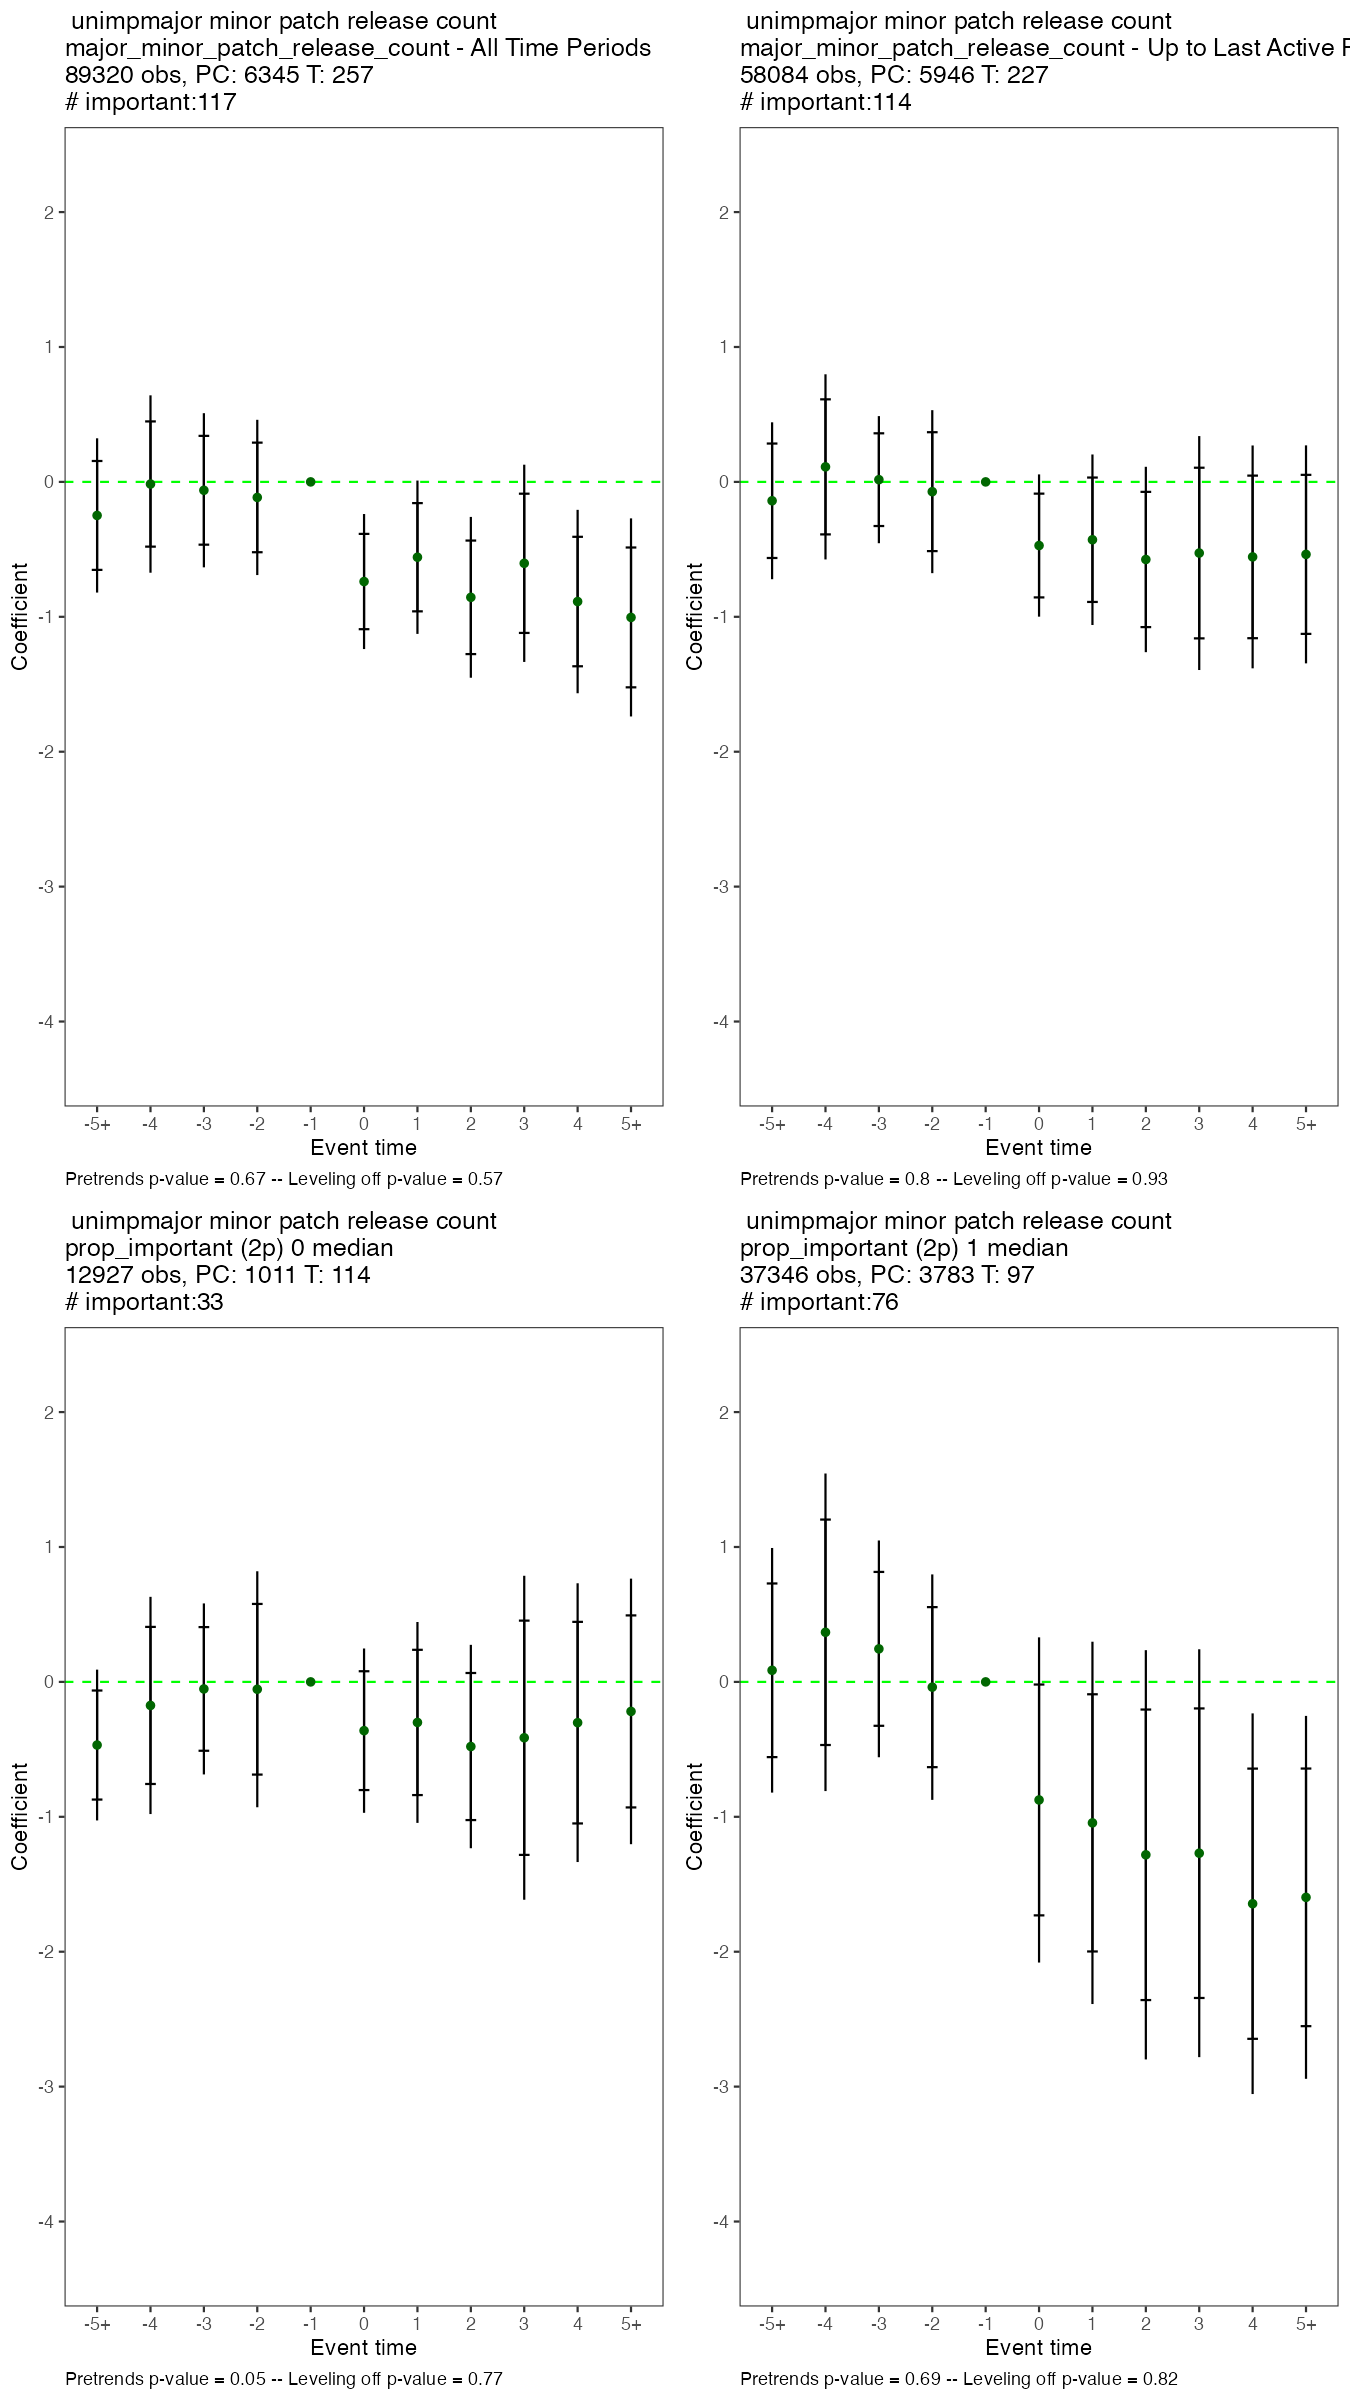 unimpmajor minor patch release count
major_minor_patch_release_count - All Time Periods
89320 obs, PC: 6345 T: 257
# important:117
2
1
0
-1
-2
-3
-4
Coefficient
-5+ -4 -3 -2 -1 0 1 2 3 4 5+
Event time
Pretrends p-value = 0.67 -- Leveling off p-value = 0.57
unimpmajor minor patch release count
major_minor_patch_release_count - Up to Last Active
58084 obs, PC: 5946 T: 227
# important:114
2
1
0
-1
-2
-3
-4
Coefficient
-5+ -4 -3 -2 -1 0 1 2 3 4 5+
Event time
Pretrends p-value = 0.8 -- Leveling off p-value = 0.93
unimpmajor minor patch release count
prop_important (2p) 0 median
12927 obs, PC: 1011 T: 114
# important:33
2
1
0
-1
-2
-3
-4
Coefficient
-5+ -4 -3 -2 -1 0 1 2 3 4 5+
Event time
Pretrends p-value = 0.05 -- Leveling off p-value = 0.77
unimpmajor minor patch release count
prop_important (2p) 1 median
37346 obs, PC: 3783 T: 97
# important:76
2
1
0
-1
-2
-3
-4
Coefficient
-5+ -4 -3 -2 -1 0 1 2 3 4 5+
Event time
Pretrends p-value = 0.69 -- Leveling off p-value = 0.82